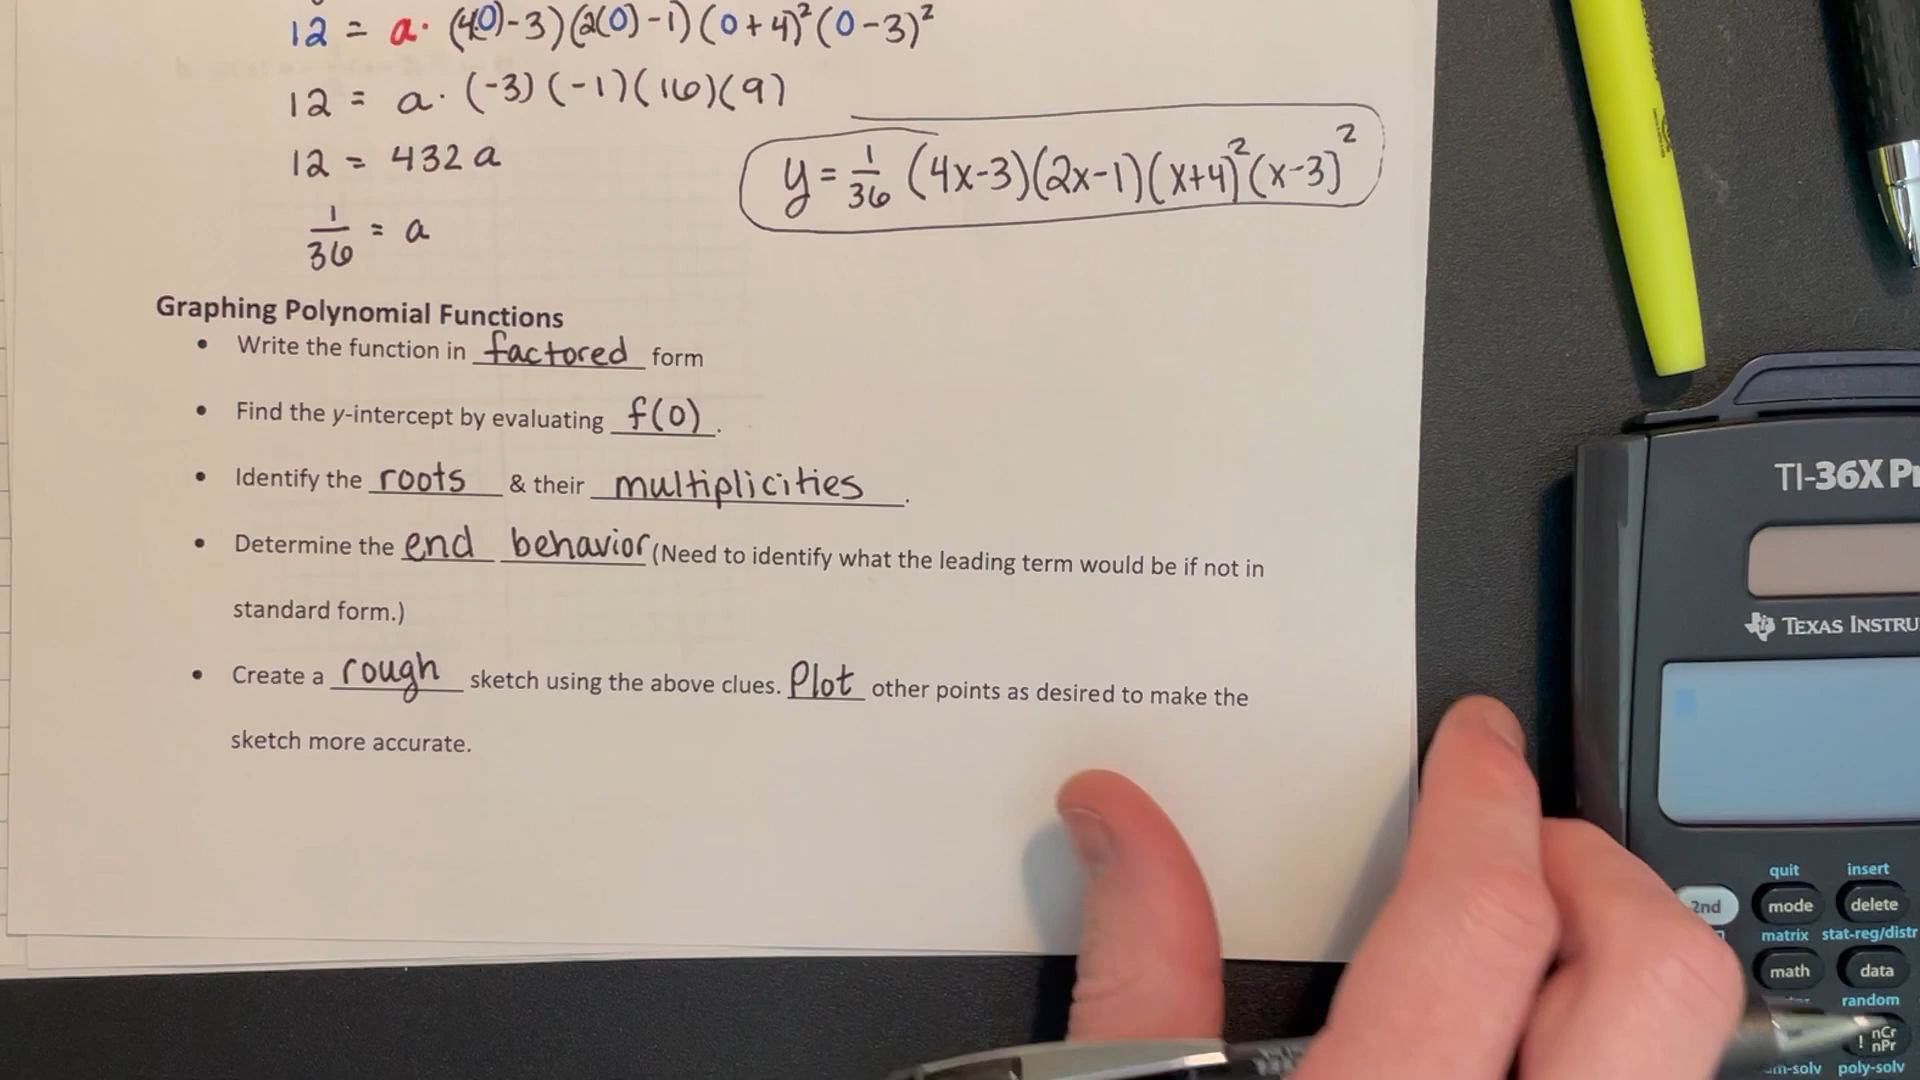 12 = a· (4(0)-3)(2(0)-1)(0+4)²(0-3)²
12 = a· (-3)(-1)(16)(9)
12 = 432a
1/36 = a
y = 1/36 (4x-3)(2x-1)(x+4)²(x-3)²
Graphing Polynomial Functions
• Write the function in factored form
• Find the y-intercept by evaluating f(0).
• Identify the roots & their multiplicities.
• Determine the end behavior (Need to identify what the leading term would be if not in
standard form.)
• Create a rough sketch using the above clues. Plot other points as desired to make the
sketch more accurate.
TI-36X Pr
TEXAS INSTRU
quit insert
2nd mode delete
matrix stat-reg/distr
math data
random
! nCr
nPr
poly-solv